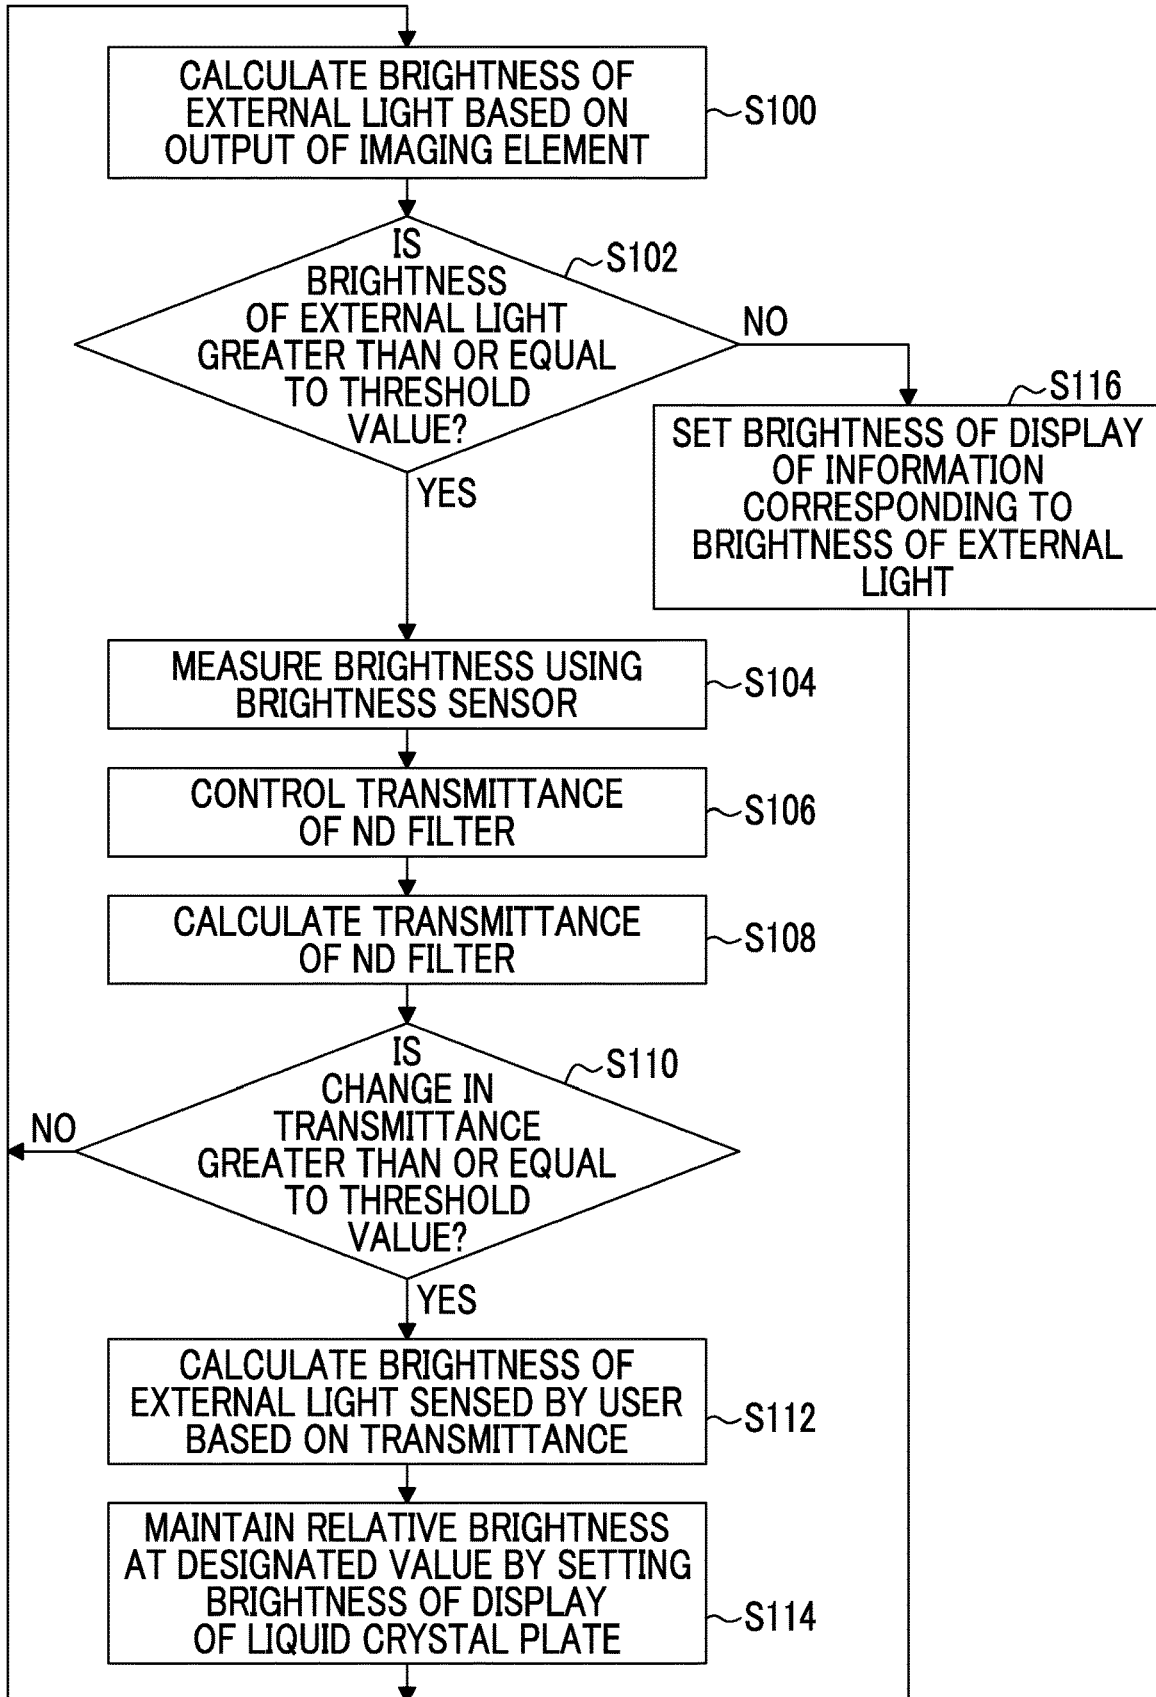 CALCULATE BRIGHTNESS OF
EXTERNAL LIGHT BASED ON
OUTPUT OF IMAGING ELEMENT
S100
IS
BRIGHTNESS
OF EXTERNAL LIGHT
GREATER THAN OR EQUAL
TO THRESHOLD
VALUE?
S102
NO
YES
S116
SET BRIGHTNESS OF DISPLAY
OF INFORMATION
CORRESPONDING TO
BRIGHTNESS OF EXTERNAL
LIGHT
MEASURE BRIGHTNESS USING
BRIGHTNESS SENSOR
S104
CONTROL TRANSMITTANCE
OF ND FILTER
S106
CALCULATE TRANSMITTANCE
OF ND FILTER
S108
IS
CHANGE IN
TRANSMITTANCE
GREATER THAN OR EQUAL
TO THRESHOLD
VALUE?
S110
NO
YES
CALCULATE BRIGHTNESS OF
EXTERNAL LIGHT SENSED BY USER
BASED ON TRANSMITTANCE
S112
MAINTAIN RELATIVE BRIGHTNESS
AT DESIGNATED VALUE BY SETTING
BRIGHTNESS OF DISPLAY
OF LIQUID CRYSTAL PLATE
S114